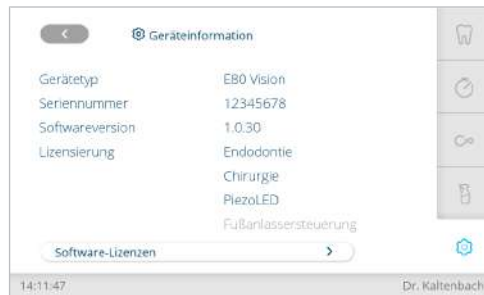 Geräteinformation
Gerätetyp E80 Vision
Seriennummer 12345678
Softwareversion 1.0.30
Lizensierung Endodontie
Chirurgie
PiezoLED
Fußanlassersteuerung
Software-Lizenzen
14:11:47 Dr. Kaltenbach